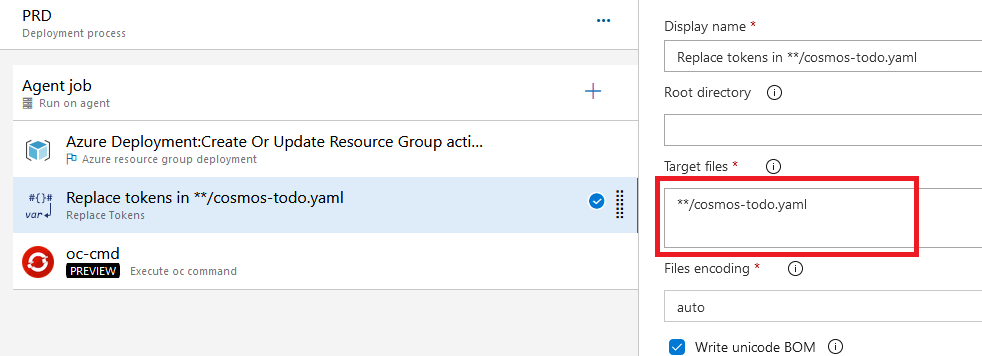 PRD
Deployment process
...
Agent job
Run on agent
Azure Deployment:Create Or Update Resource Group acti...
Azure resource group deployment
#{}#
var
Replace tokens in **/cosmos-todo.yaml
Replace Tokens
oc-cmd
PREVIEW Execute oc command
Display name *
Replace tokens in **/cosmos-todo.yaml
Root directory
Target files *
**/cosmos-todo.yaml
Files encoding *
auto
Write unicode BOM